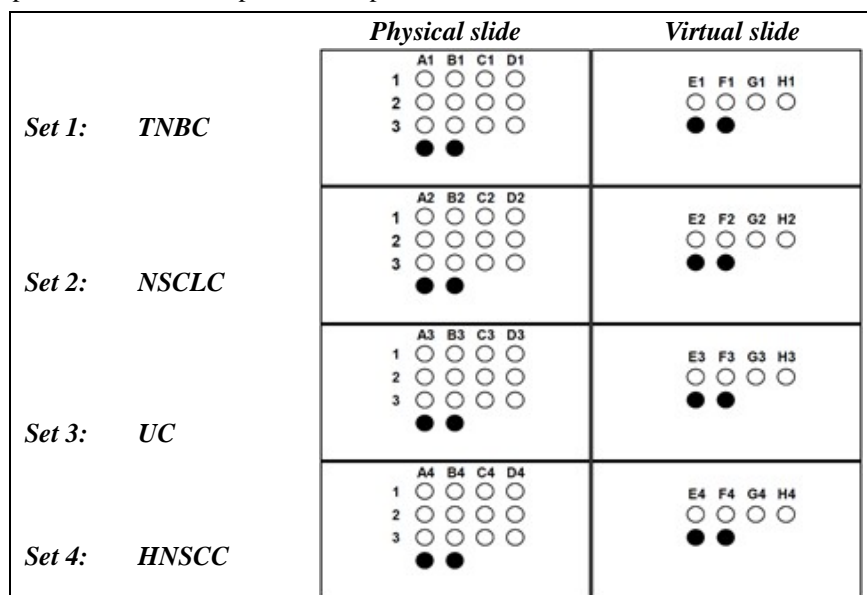 Physical slide Virtual slide
A1 B1 C1 D1
1
2
3
E1 F1 G1 H1
Set 1: TNBC
A2 B2 C2 D2
1
2
3
E2 F2 G2 H2
Set 2: NSCLC
A3 B3 C3 D3
1
2
3
E3 F3 G3 H3
Set 3: UC
A4 B4 C4 D4
1
2
3
E4 F4 G4 H4
Set 4: HNSCC